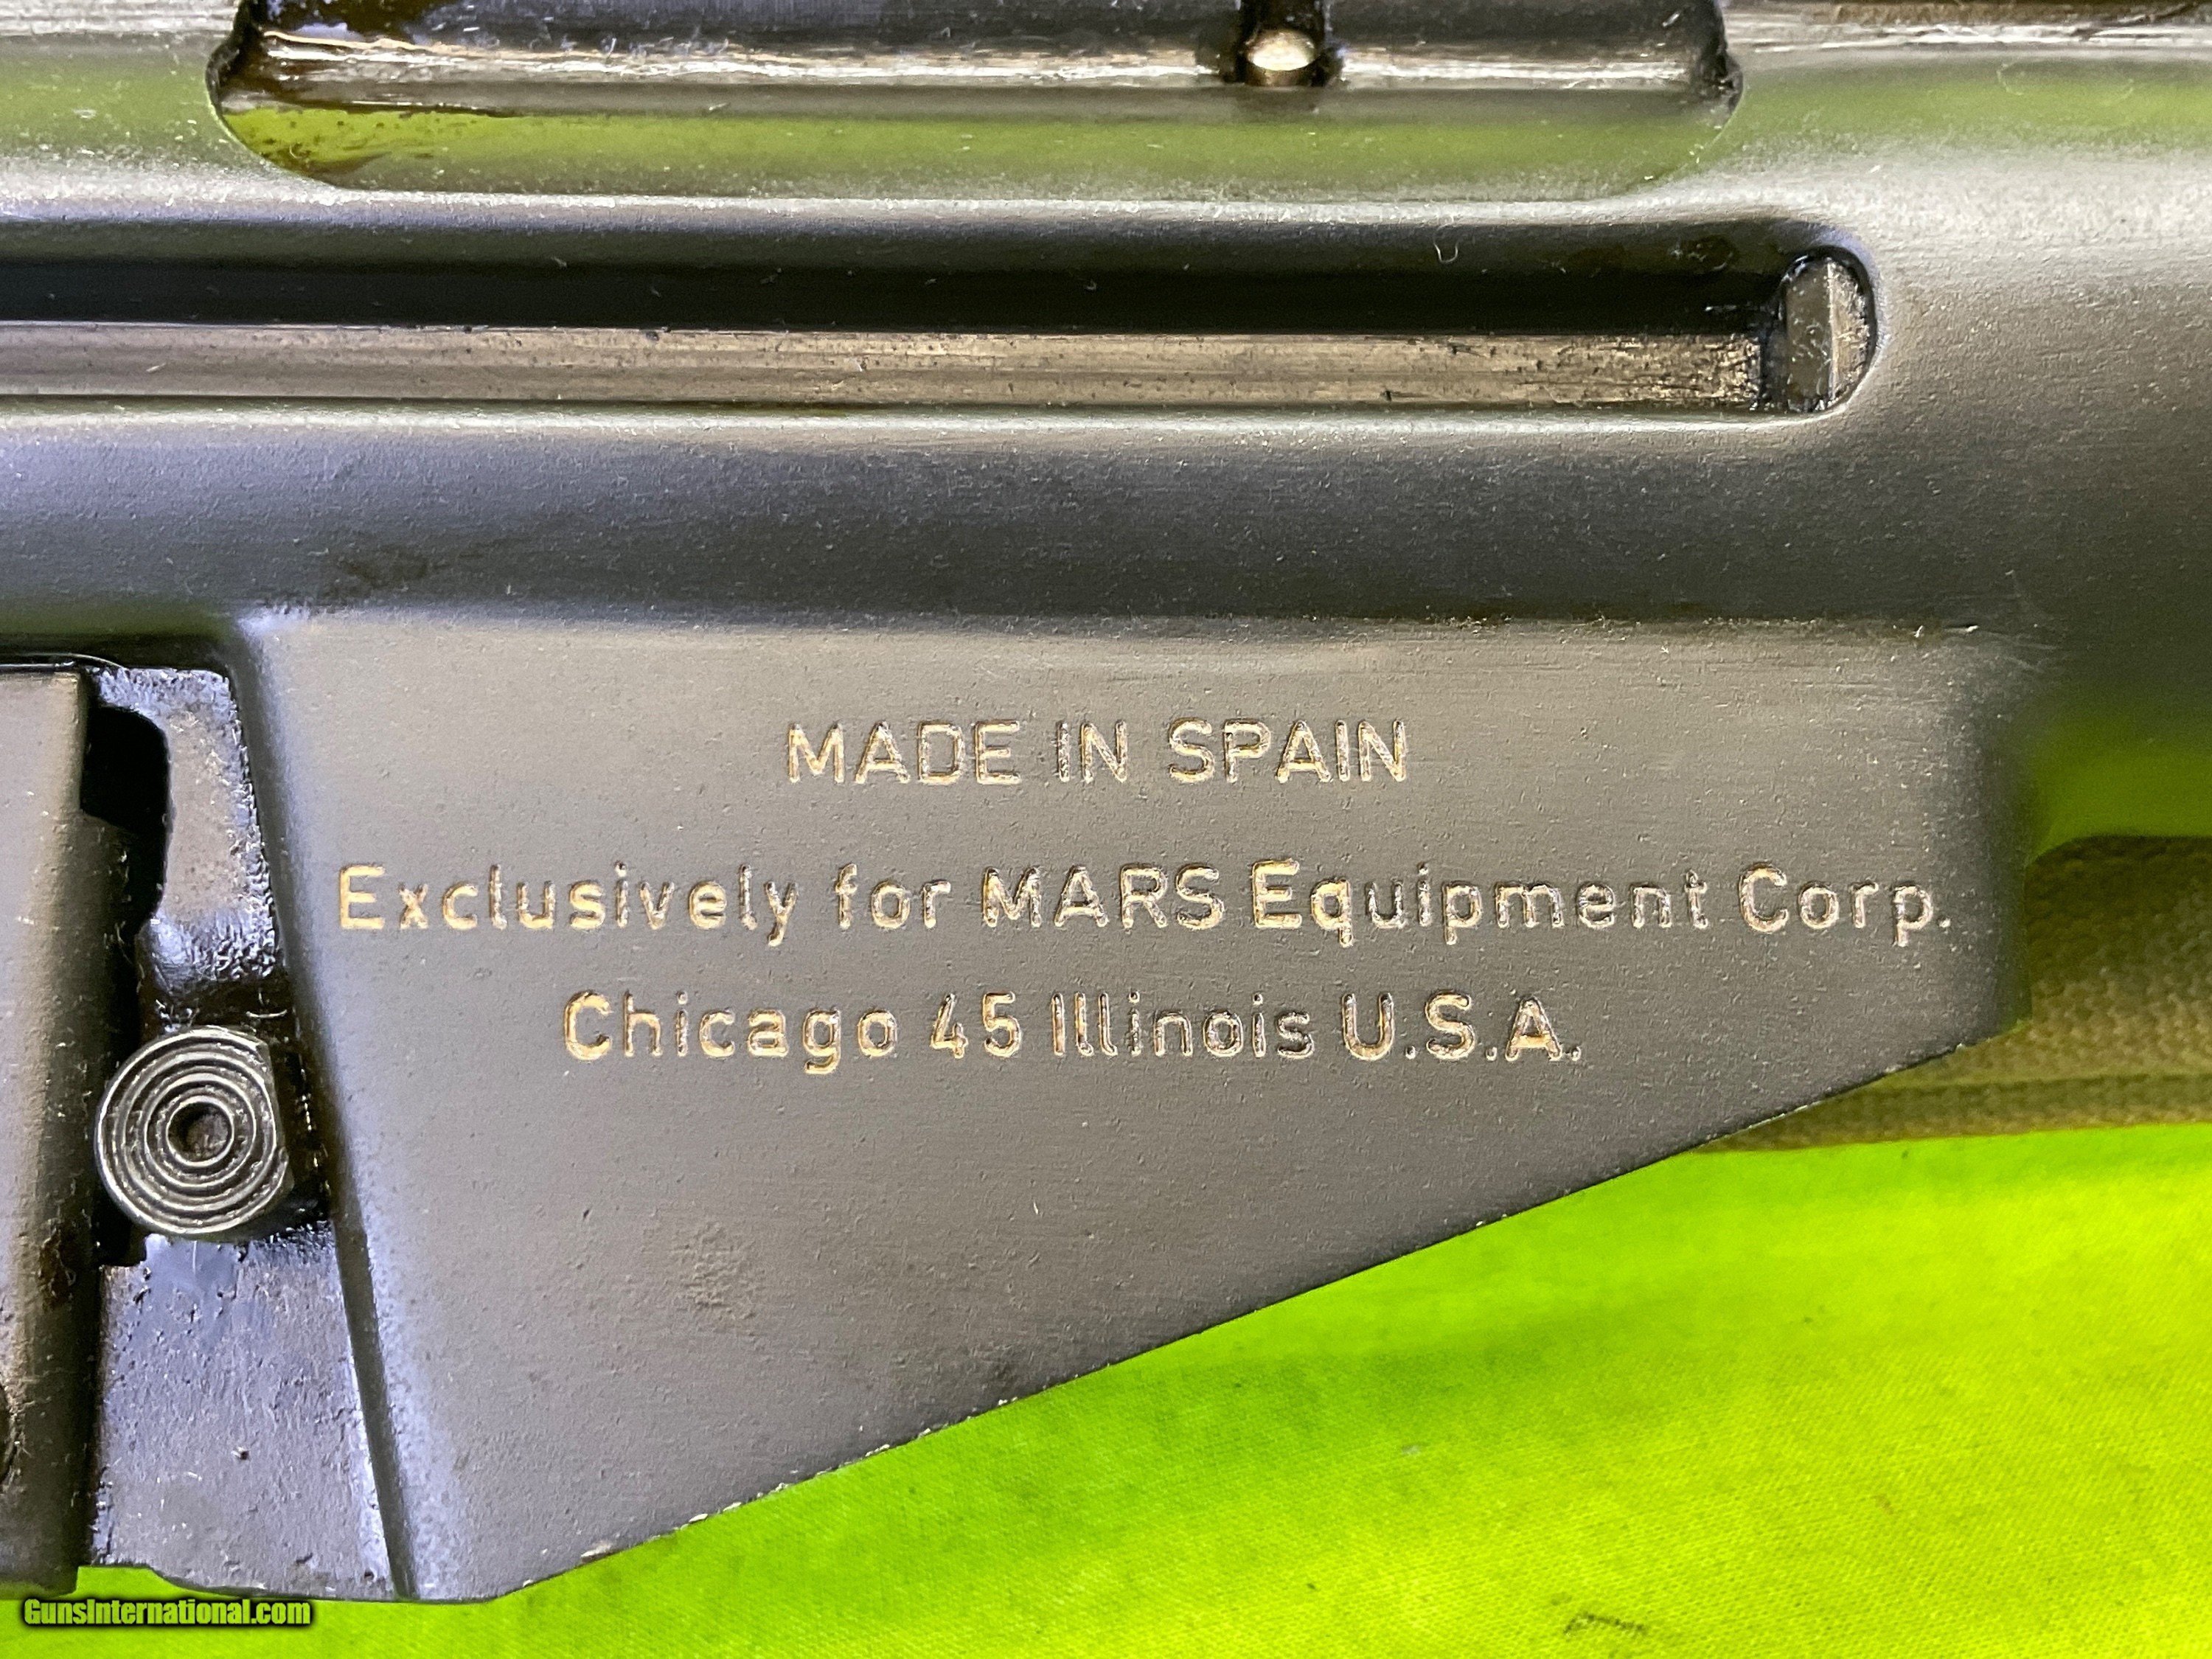 MADE IN SPAIN
Exclusively for MARS Equipment Corp.
Chicago 45 Illinois U.S.A.
GunsInternational.com